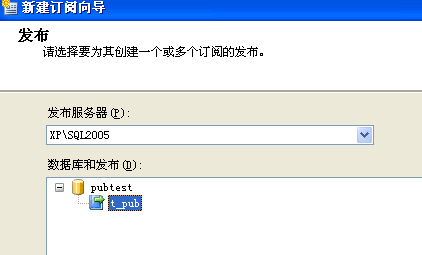 新建订阅向导
发布
请选择要为其创建一个或多个订阅的发布。
发布服务器(P):
XP\SQL2005
数据库和发布(D):
pubtest
t_pub